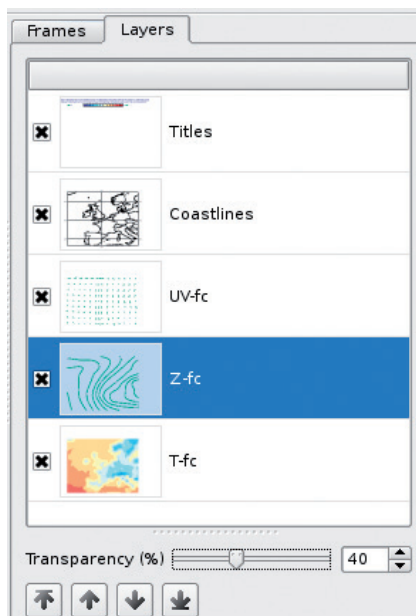 Frames Layers
Titles
Coastlines
UV-fc
Z-fc
T-fc
Transparency (%) 40